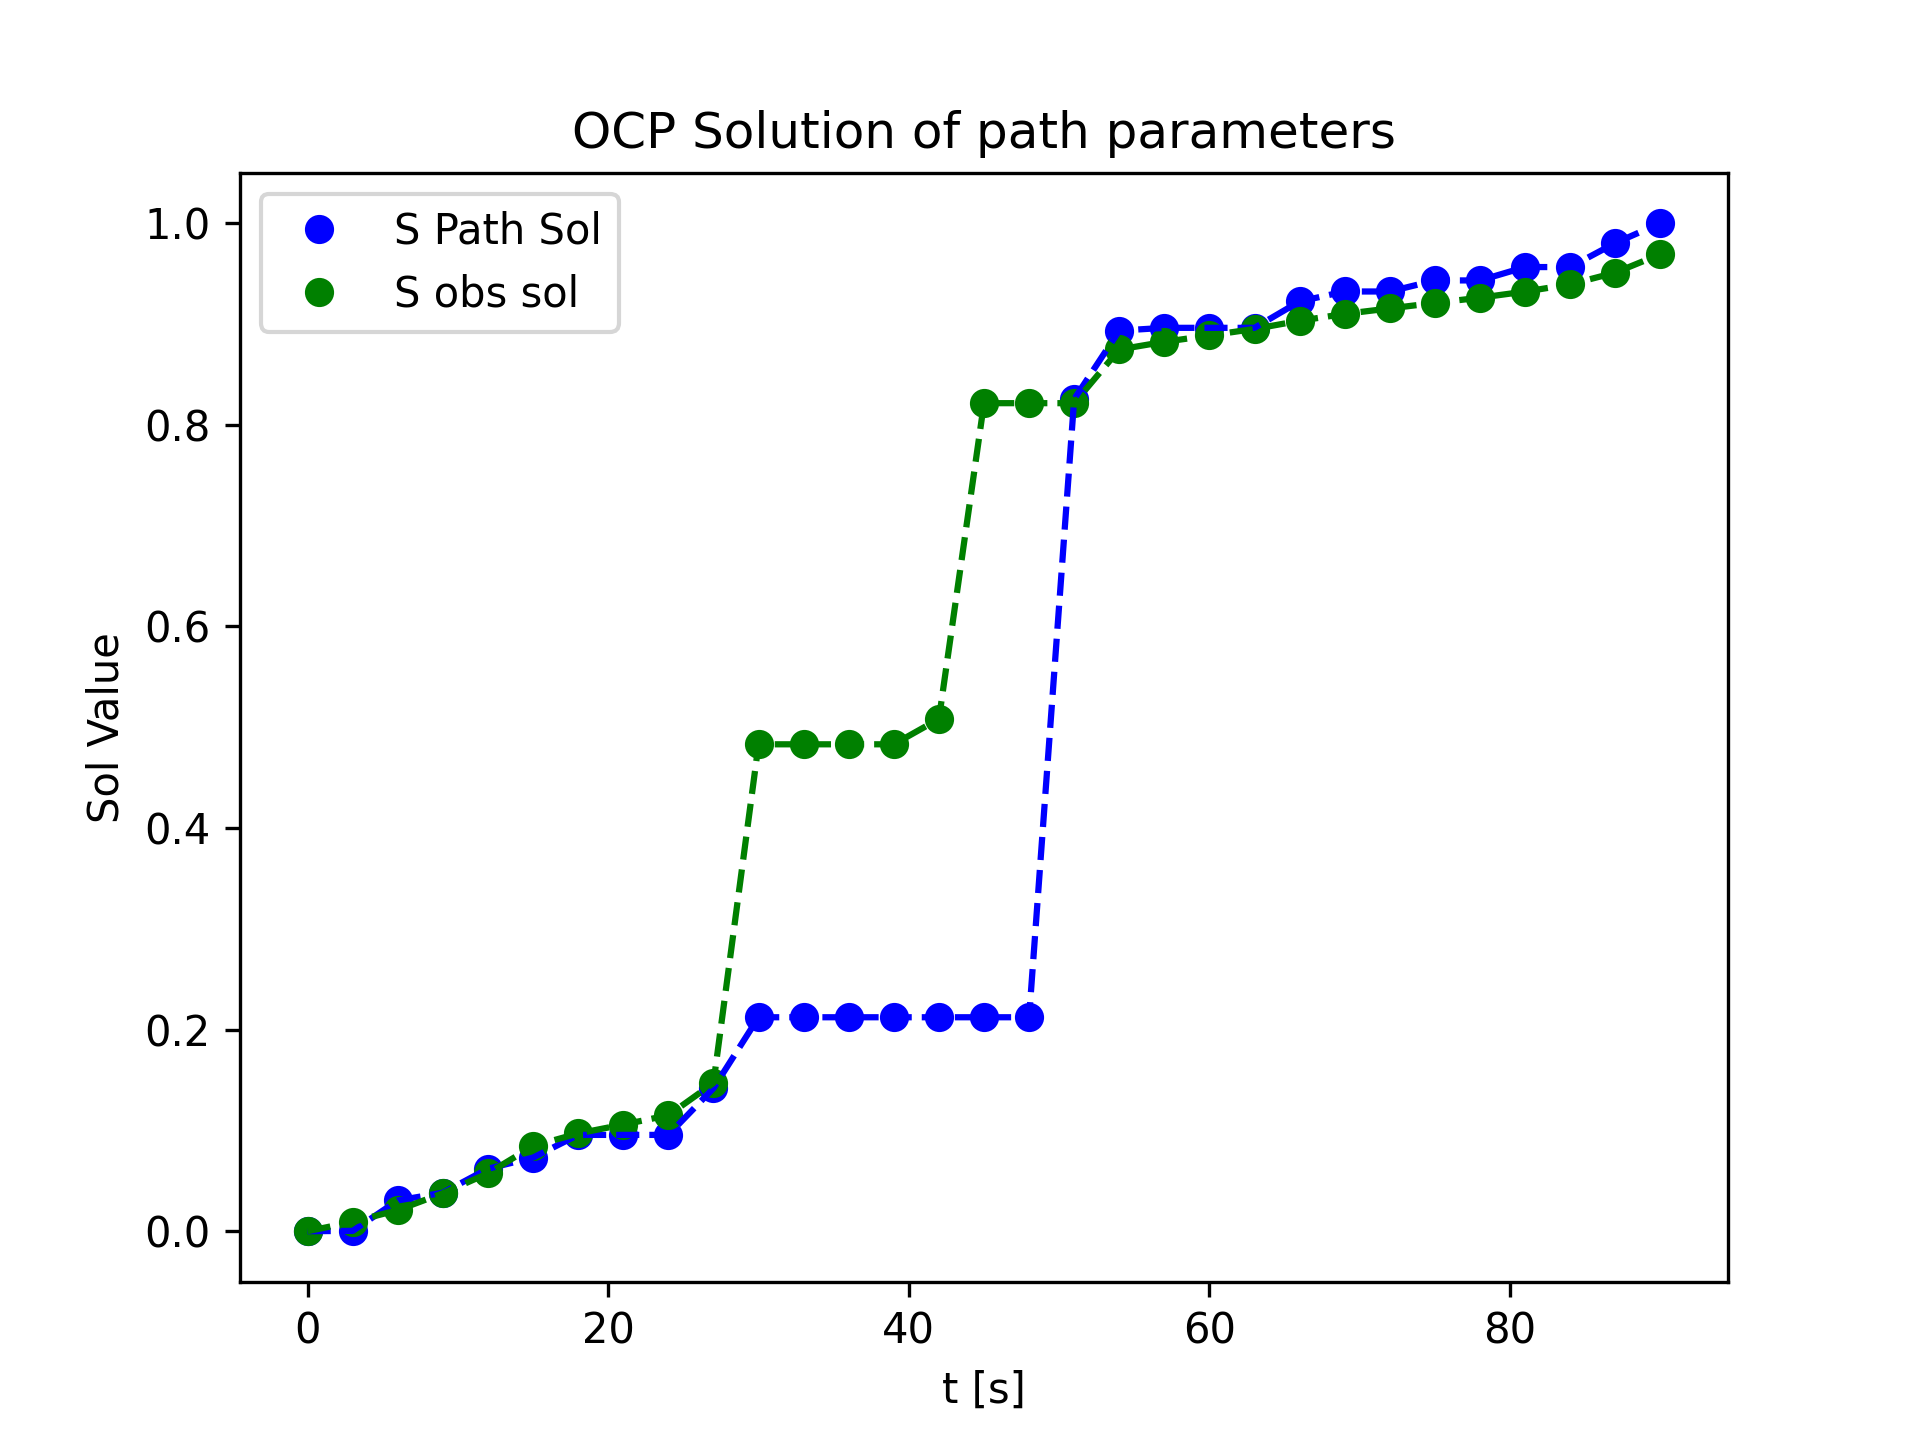 OCP Solution of path parameters
S Path Sol
S obs sol
1.0
0.8
0.6
0.4
0.2
0.0
Sol Value
0 20 40 60 80
t [s]